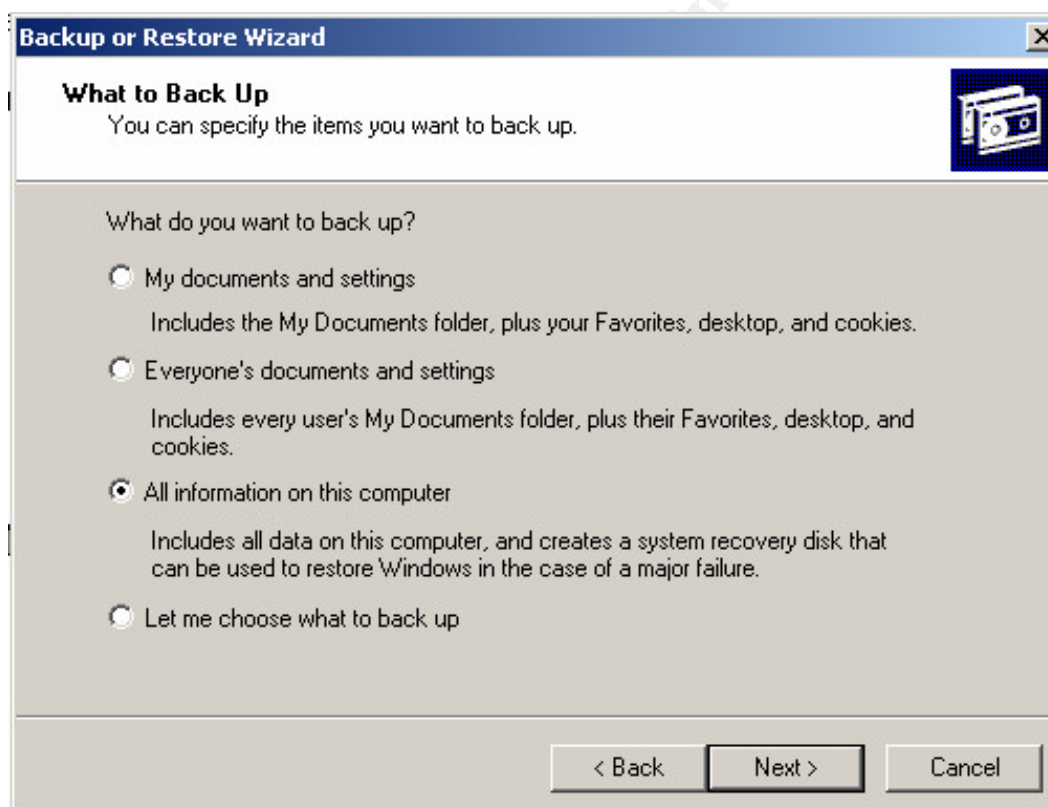 Backup or Restore Wizard
What to Back Up
You can specify the items you want to back up.
What do you want to back up?
My documents and settings
Includes the My Documents folder, plus your Favorites, desktop, and cookies.
Everyone's documents and settings
Includes every user's My Documents folder, plus their Favorites, desktop, and
cookies.
All information on this computer
Includes all data on this computer, and creates a system recovery disk that
can be used to restore Windows in the case of a major failure.
Let me choose what to back up
< Back
Next >
Cancel